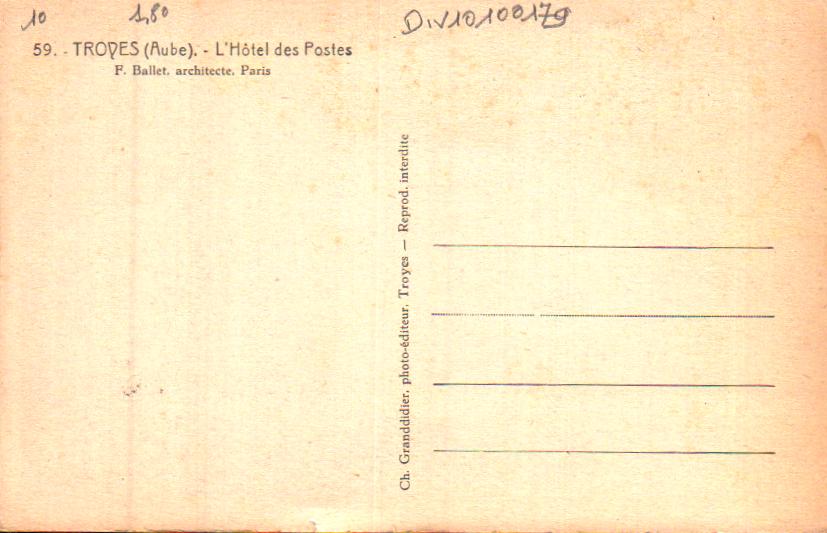 10 1,80 DIV10100179
59. - TROYES (Aube). - L'Hôtel des Postes
F. Ballet, architecte, Paris
Ch. Granddidier, photo-éditeur, Troyes — Reprod. interdite